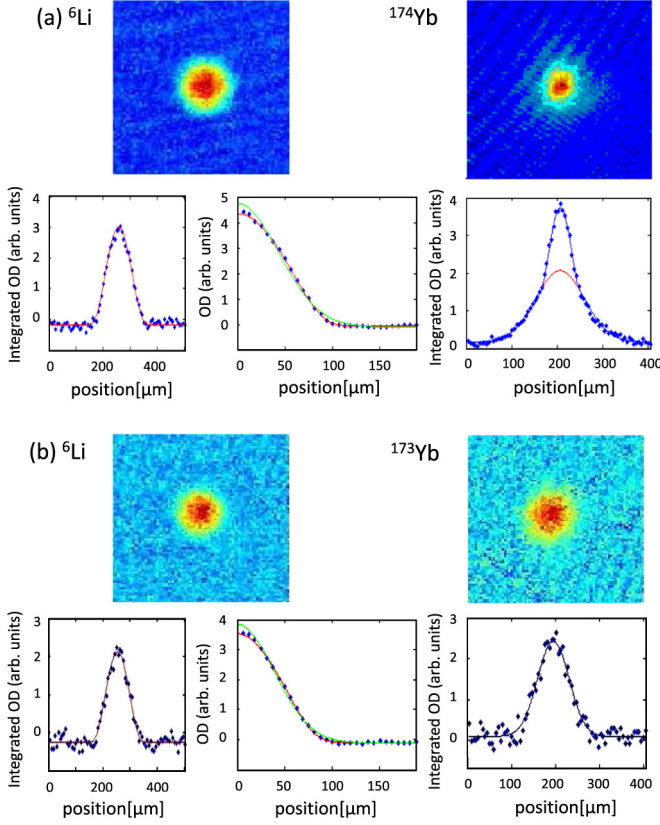 (a) ⁶Li
¹⁷⁴Yb
Integrated OD (arb. units)
4
3
2
1
0
0 200 400
position[μm]
OD (arb. units)
5
4
3
2
1
0
0 50 100 150
position[μm]
Integrated OD (arb. units)
4
3
2
1
0
0 100 200 300 400
position[μm]
(b) ⁶Li
¹⁷³Yb
Integrated OD (arb. units)
3
2
1
0
0 200 400
position[μm]
OD (arb. units)
4
3
2
1
0
0 50 100 150
position[μm]
Integrated OD (arb. units)
3
2
1
0
0 100 200 300 400
position[μm]